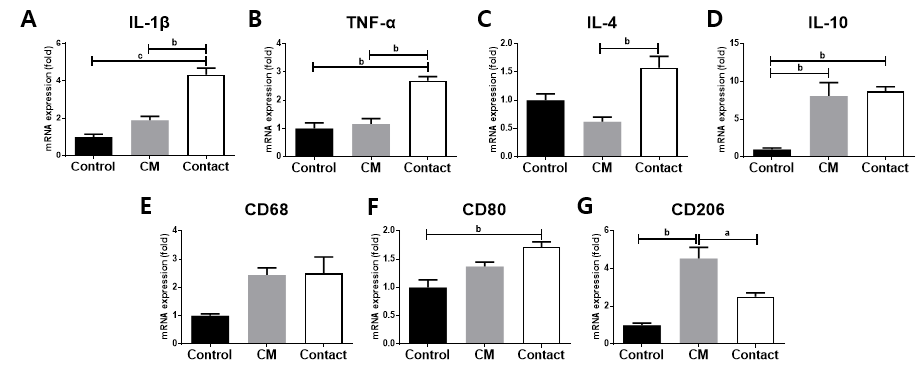 A IL-1β
mRNA expression (fold)
6
4
2
0
b
c
Control CM Contact
B TNF-α
mRNA expression (fold)
4
3
2
1
0
b
b
Control CM Contact
C IL-4
mRNA expression (fold)
2.0
1.5
1.0
0.5
0.0
b
Control CM Contact
D IL-10
mRNA expression (fold)
15
10
5
0
b
b
Control CM Contact
E CD68
mRNA expression (fold)
4
3
2
1
0
Control CM Contact
F CD80
mRNA expression (fold)
2.0
1.5
1.0
0.5
0.0
b
Control CM Contact
G CD206
mRNA expression (fold)
6
4
2
0
b a
Control CM Contact